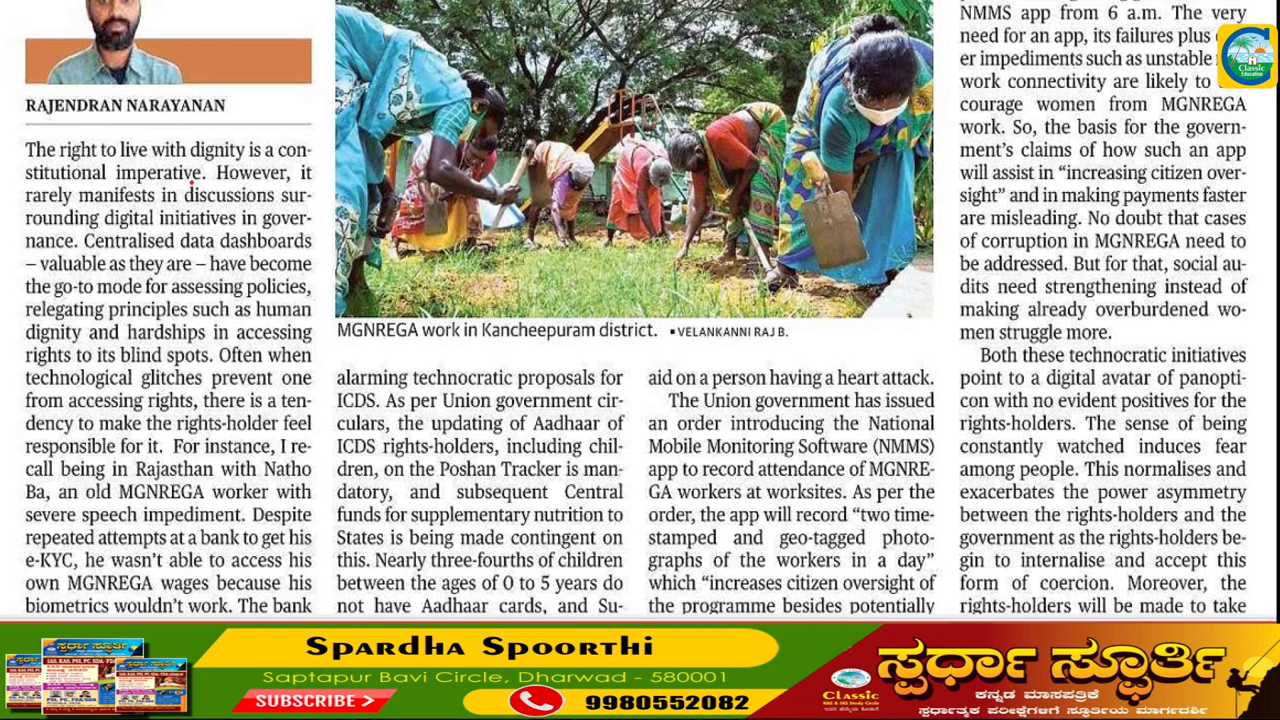 RAJENDRAN NARAYANAN
The right to live with dignity is a con-
stitutional imperative. However, it
rarely manifests in discussions sur-
rounding digital initiatives in gover-
nance. Centralised data dashboards
– valuable as they are – have become
the go-to mode for assessing policies,
relegating principles such as human
dignity and hardships in accessing
rights to its blind spots. Often when
technological glitches prevent one
from accessing rights, there is a ten-
dency to make the rights-holder feel
responsible for it. For instance, I re-
call being in Rajasthan with Natho
Ba, an old MGNREGA worker with
severe speech impediment. Despite
repeated attempts at a bank to get his
e-KYC, he wasn't able to access his
own MGNREGA wages because his
biometrics wouldn't work. The bank
MGNREGA work in Kancheepuram district. ▪ VELANKANNI RAJ B.
alarming technocratic proposals for
ICDS. As per Union government cir-
culars, the updating of Aadhaar of
ICDS rights-holders, including chil-
dren, on the Poshan Tracker is man-
datory, and subsequent Central
funds for supplementary nutrition to
States is being made contingent on
this. Nearly three-fourths of children
between the ages of 0 to 5 years do
not have Aadhaar cards, and Su-
aid on a person having a heart attack.
The Union government has issued
an order introducing the National
Mobile Monitoring Software (NMMS)
app to record attendance of MGNRE-
GA workers at worksites. As per the
order, the app will record "two time-
stamped and geo-tagged photo-
graphs of the workers in a day"
which "increases citizen oversight of
the programme besides potentially
NMMS app from 6 a.m. The very
need for an app, its failures plus
er impediments such as unstable
work connectivity are likely to
courage women from MGNREGA
work. So, the basis for the govern-
ment's claims of how such an app
will assist in "increasing citizen over-
sight" and in making payments faster
are misleading. No doubt that cases
of corruption in MGNREGA need to
be addressed. But for that, social au-
dits need strengthening instead of
making already overburdened wo-
men struggle more.
Both these technocratic initiatives
point to a digital avatar of panopti-
con with no evident positives for the
rights-holders. The sense of being
constantly watched induces fear
among people. This normalises and
exacerbates the power asymmetry
between the rights-holders and the
government as the rights-holders be-
gin to internalise and accept this
form of coercion. Moreover, the
rights-holders will be made to take
Classic
Education
Spardha Spoorthi
Saptapur Bavi Circle, Dharwad - 580001
SUBSCRIBE
9980552082
Classic
KAS & IAS Study Circle
ಸ್ಪರ್ಧಾ ಸ್ಫೂರ್ತಿ
ಕನ್ನಡ ಮಾಸಪತ್ರಿಕೆ
ಸ್ಪರ್ಧಾತ್ಮಕ ಪರೀಕ್ಷೆಗಳಿಗೆ ಸ್ಫೂರ್ತಿಯ ಮಾರ್ಗದರ್ಶಿ